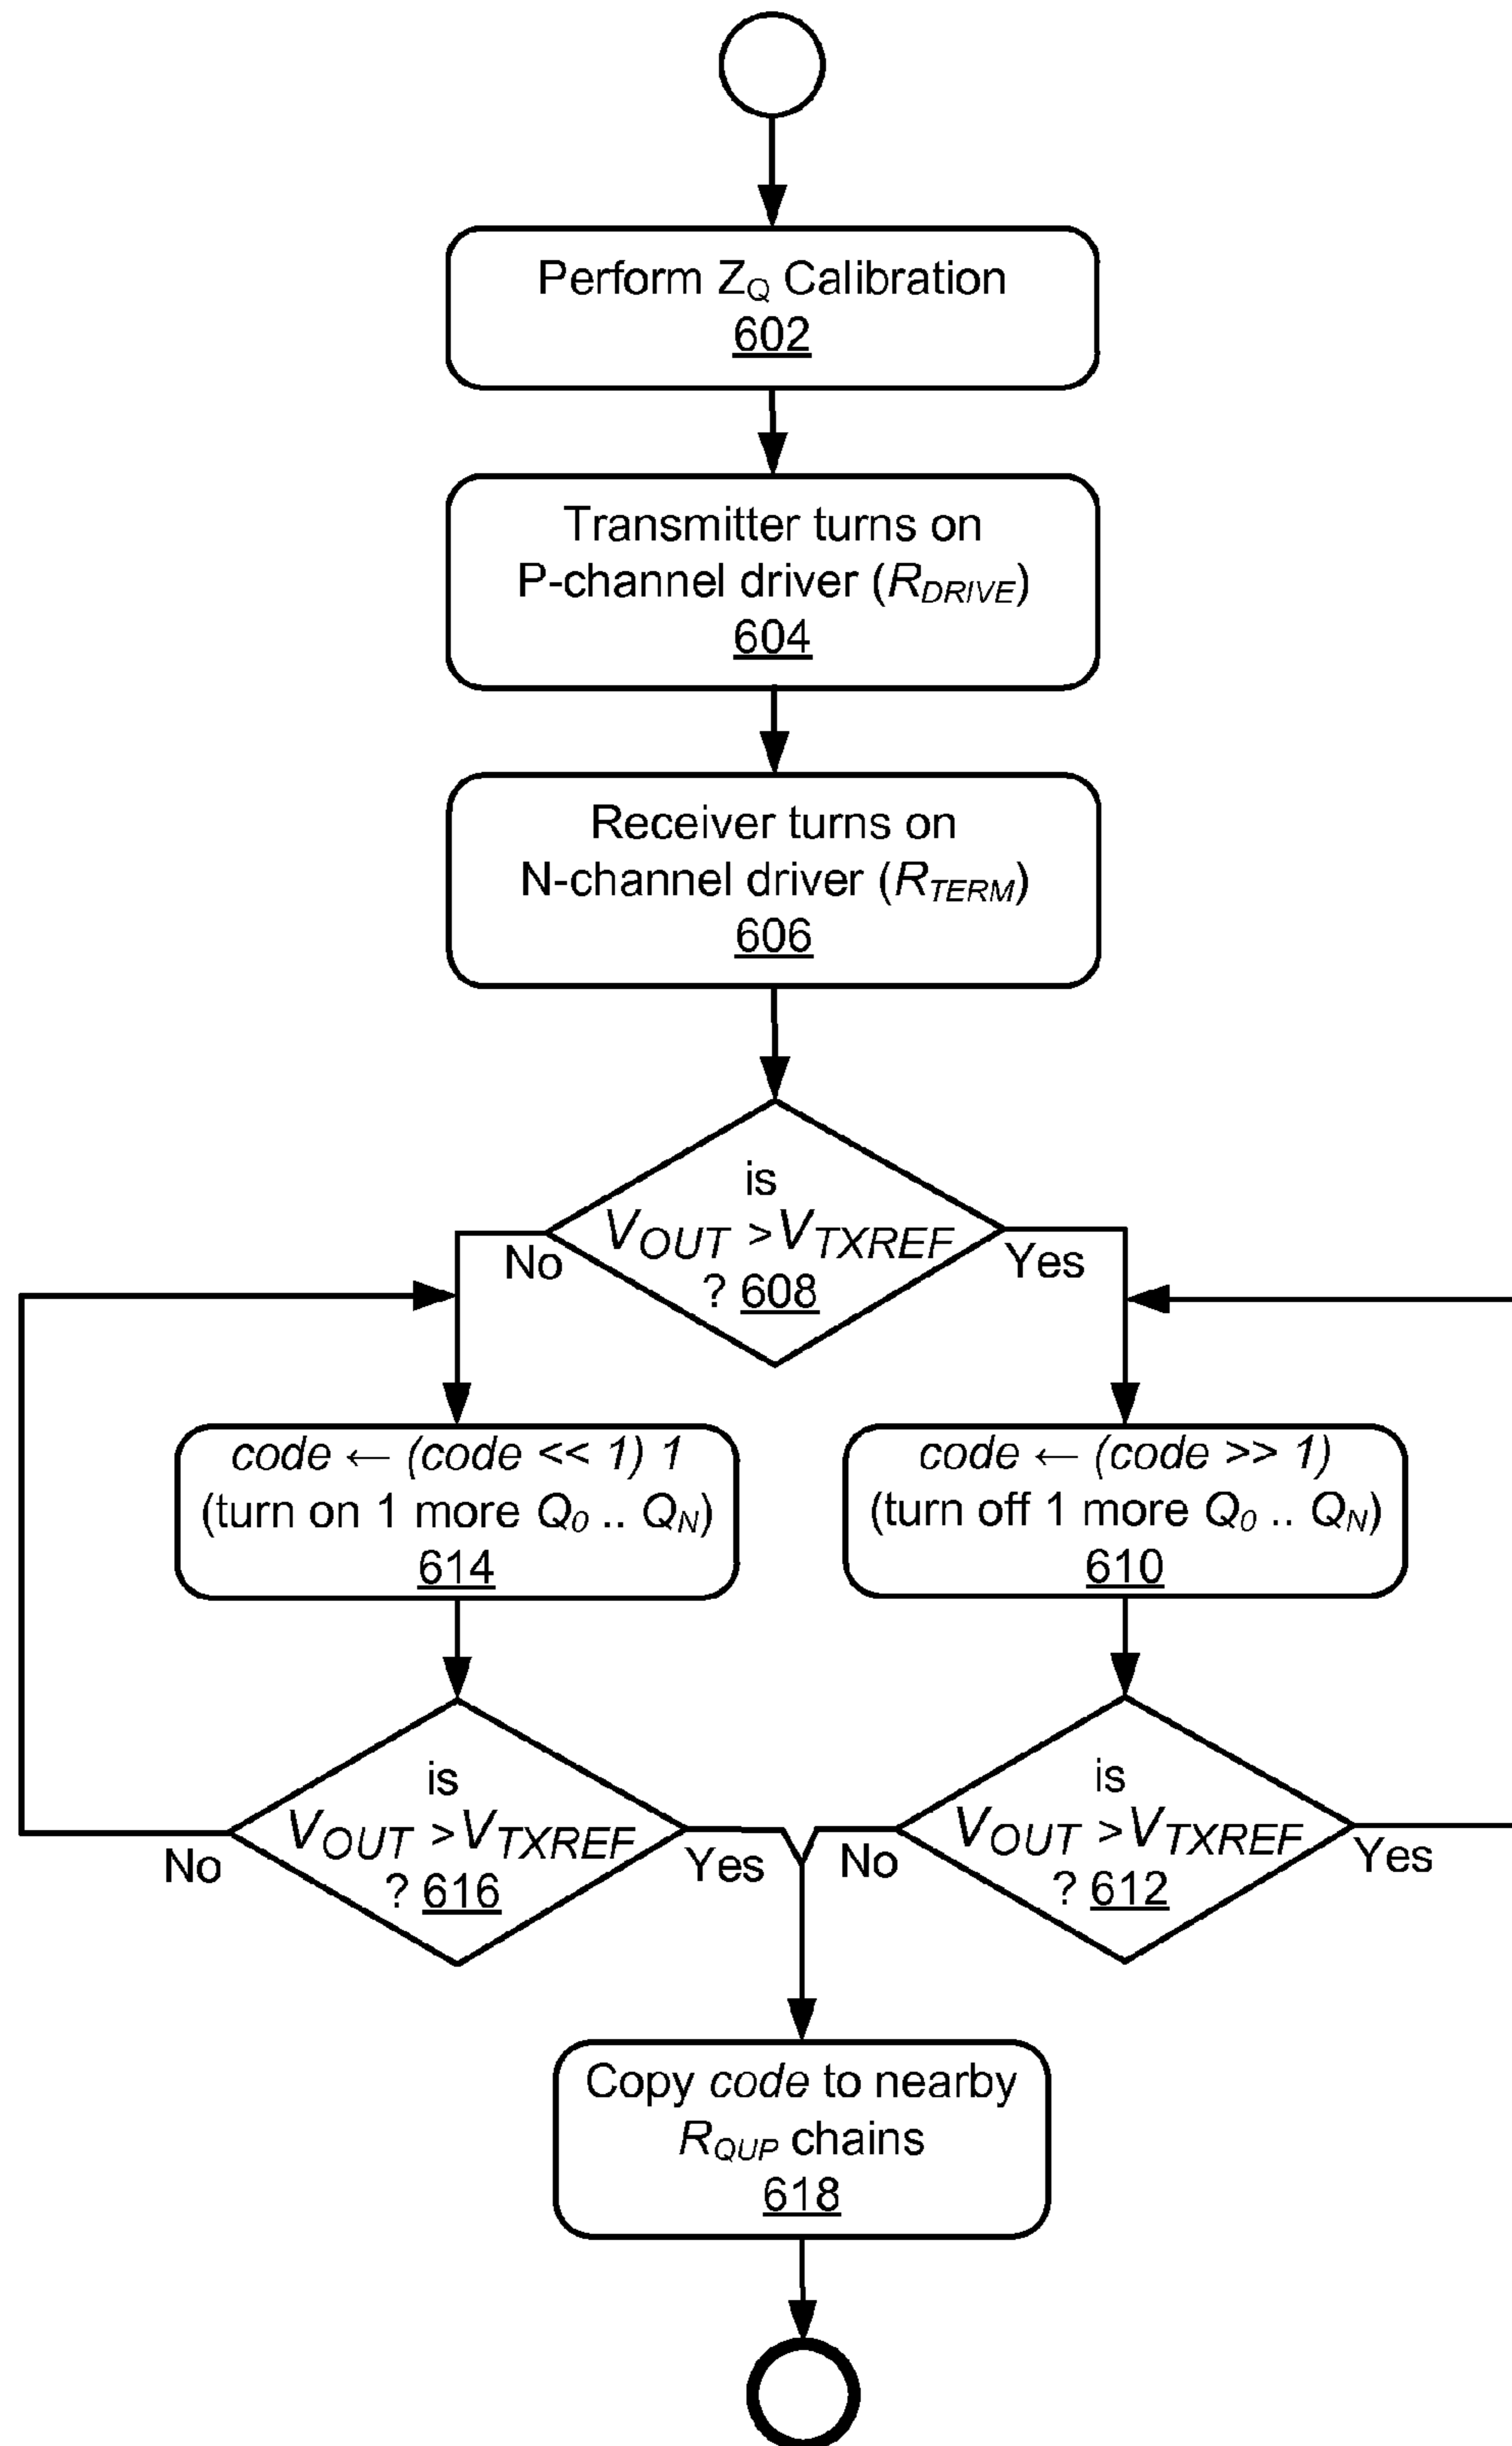 Perform ZQ Calibration
602
Transmitter turns on
P-channel driver (RDRIVE)
604
Receiver turns on
N-channel driver (RTERM)
606
is
VOUT >VTXREF
? 608
No
Yes
code ← (code << 1) 1
(turn on 1 more Q0 .. QN)
614
code ← (code >> 1)
(turn off 1 more Q0 .. QN)
610
is
VOUT >VTXREF
? 616
No
Yes
is
VOUT >VTXREF
? 612
No
Yes
Copy code to nearby
RQUP chains
618